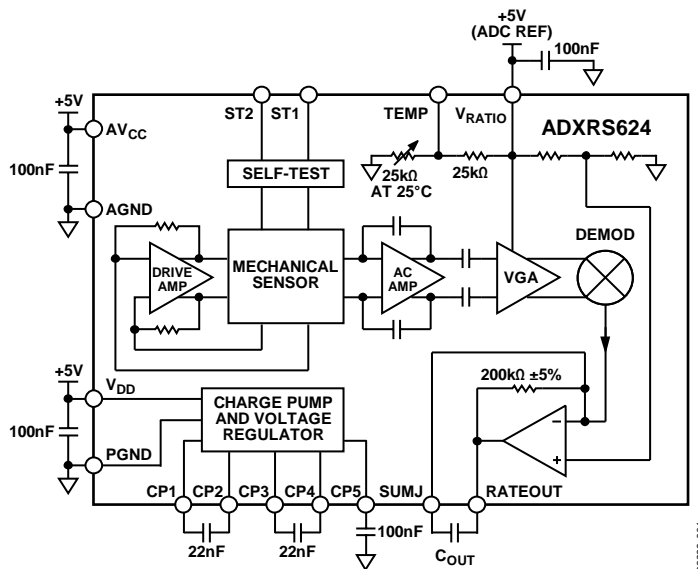 +5V
(ADC REF)
100nF
+5V
AVCC
100nF
AGND
ST2
ST1
TEMP
VRATIO
ADXRS624
25kΩ
AT 25°C
25kΩ
SELF-TEST
DRIVE
AMP
MECHANICAL
SENSOR
AC
AMP
VGA
DEMOD
+5V
VDD
100nF
PGND
CHARGE PUMP
AND VOLTAGE
REGULATOR
200kΩ ±5%
–
+
CP1
CP2
CP3
CP4
CP5
SUMJ
RATEOUT
22nF
22nF
100nF
COUT